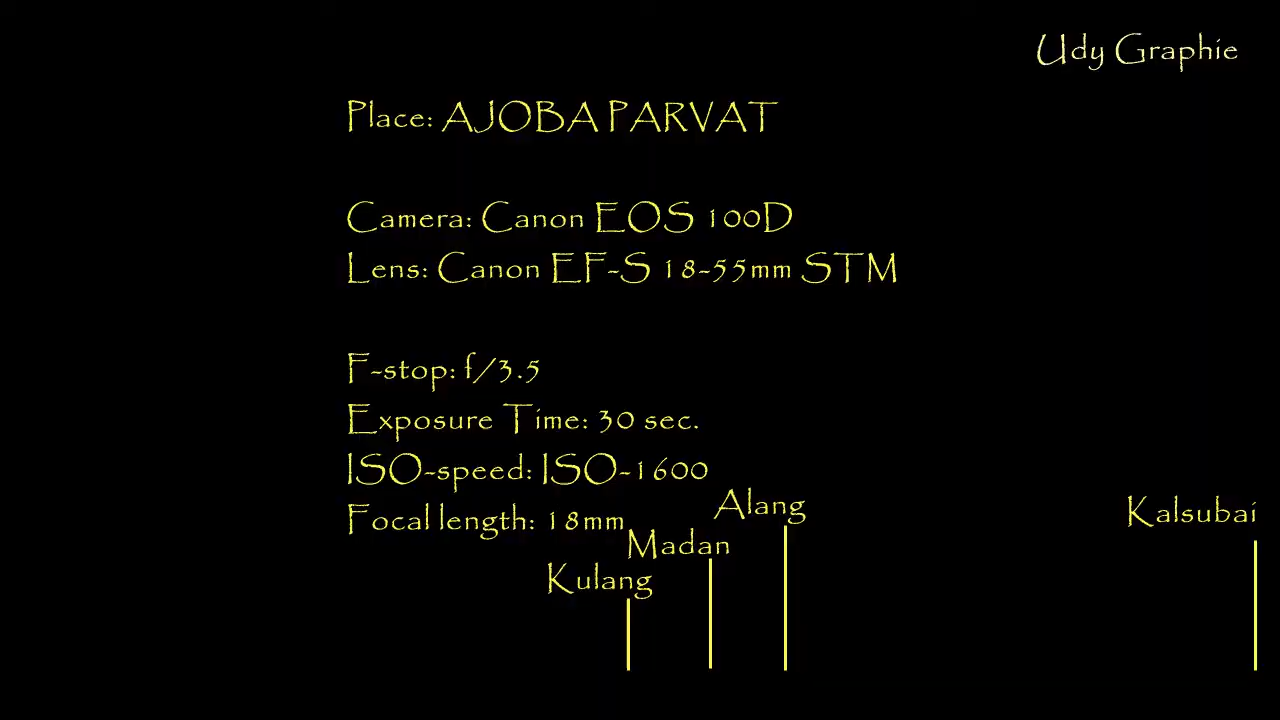 Udy Graphie
Place: AJOBA PARVAT
Camera: Canon EOS 100D
Lens: Canon EF-S 18-55mm STM
F-stop: f/3.5
Exposure Time: 30 sec.
ISO-speed: ISO-1600
Focal length: 18mm
Alang
Kalsubai
Madan
Kulang